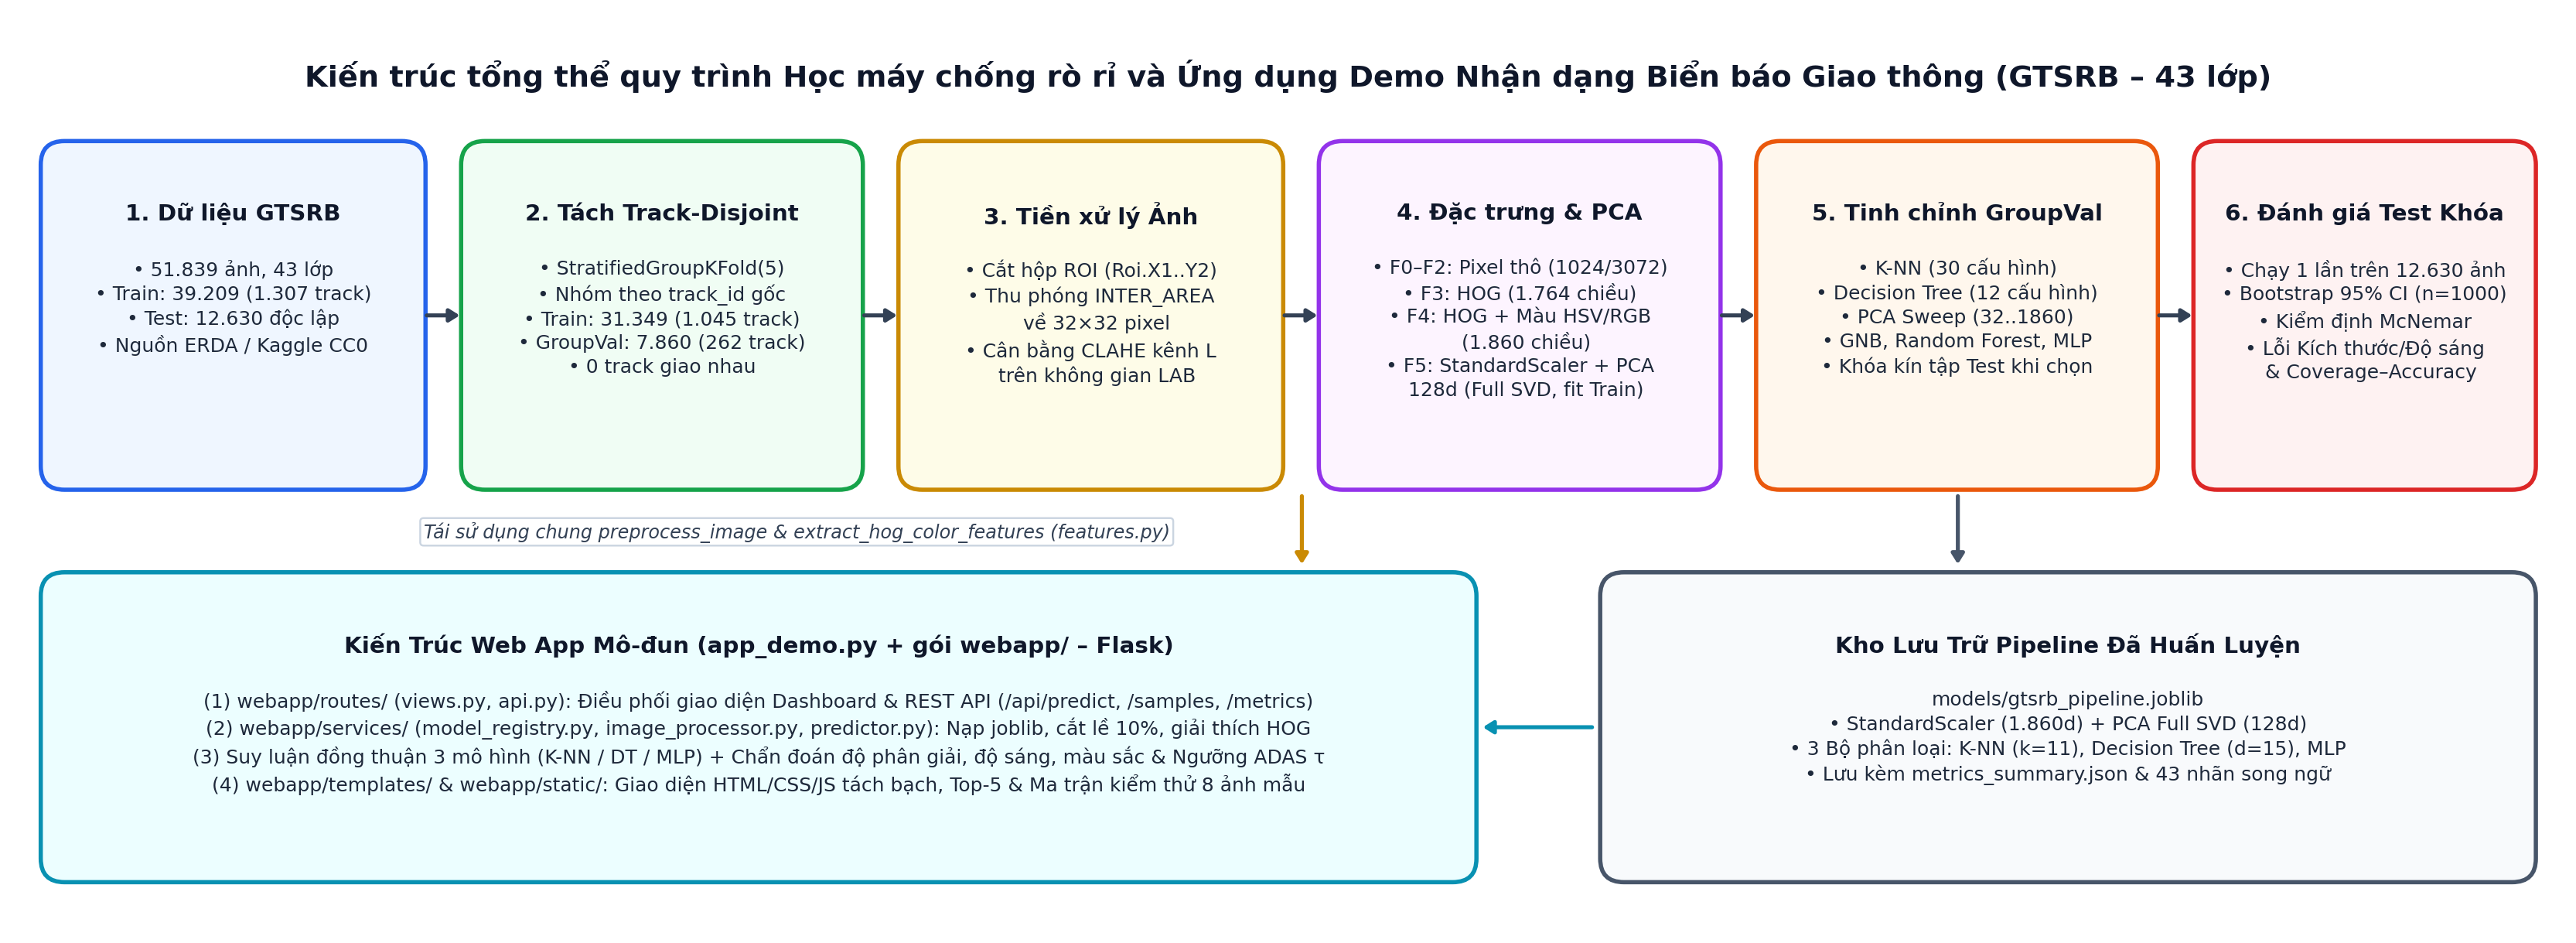 Kiến trúc tổng thể quy trình Học máy chống rò rỉ và Ứng dụng Demo Nhận dạng Biển báo Giao thông (GTSRB – 43 lớp)
1. Dữ liệu GTSRB
• 51.839 ảnh, 43 lớp
• Train: 39.209 (1.307 track)
• Test: 12.630 độc lập
• Nguồn ERDA / Kaggle CC0
2. Tách Track-Disjoint
• StratifiedGroupKFold(5)
• Nhóm theo track_id gốc
• Train: 31.349 (1.045 track)
• GroupVal: 7.860 (262 track)
• 0 track giao nhau
3. Tiền xử lý Ảnh
• Cắt hộp ROI (Roi.X1..Y2)
• Thu phóng INTER_AREA
về 32×32 pixel
• Cân bằng CLAHE kênh L
trên không gian LAB
4. Đặc trưng & PCA
• F0–F2: Pixel thô (1024/3072)
• F3: HOG (1.764 chiều)
• F4: HOG + Màu HSV/RGB
(1.860 chiều)
• F5: StandardScaler + PCA
128d (Full SVD, fit Train)
5. Tinh chỉnh GroupVal
• K-NN (30 cấu hình)
• Decision Tree (12 cấu hình)
• PCA Sweep (32..1860)
• GNB, Random Forest, MLP
• Khóa kín tập Test khi chọn
6. Đánh giá Test Khóa
• Chạy 1 lần trên 12.630 ảnh
• Bootstrap 95% CI (n=1000)
• Kiểm định McNemar
• Lỗi Kích thước/Độ sáng
& Coverage–Accuracy
Tái sử dụng chung preprocess_image & extract_hog_color_features (features.py)
Kiến Trúc Web App Mô-đun (app_demo.py + gói webapp/ – Flask)
(1) webapp/routes/ (views.py, api.py): Điều phối giao diện Dashboard & REST API (/api/predict, /samples, /metrics)
(2) webapp/services/ (model_registry.py, image_processor.py, predictor.py): Nạp joblib, cắt lề 10%, giải thích HOG
(3) Suy luận đồng thuận 3 mô hình (K-NN / DT / MLP) + Chẩn đoán độ phân giải, độ sáng, màu sắc & Ngưỡng ADAS τ
(4) webapp/templates/ & webapp/static/: Giao diện HTML/CSS/JS tách bạch, Top-5 & Ma trận kiểm thử 8 ảnh mẫu
Kho Lưu Trữ Pipeline Đã Huấn Luyện
models/gtsrb_pipeline.joblib
• StandardScaler (1.860d) + PCA Full SVD (128d)
• 3 Bộ phân loại: K-NN (k=11), Decision Tree (d=15), MLP
• Lưu kèm metrics_summary.json & 43 nhãn song ngữ